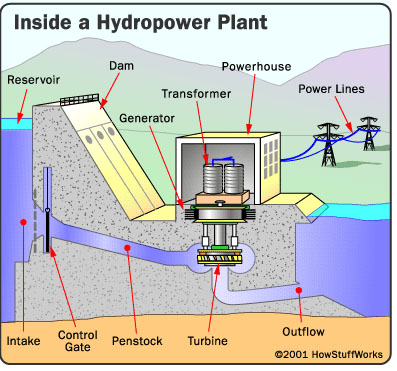 Inside a Hydropower Plant
Reservoir
Dam
Powerhouse
Transformer
Power Lines
Generator
Intake
Control
Gate
Penstock
Turbine
Outflow
©2001 HowStuffWorks